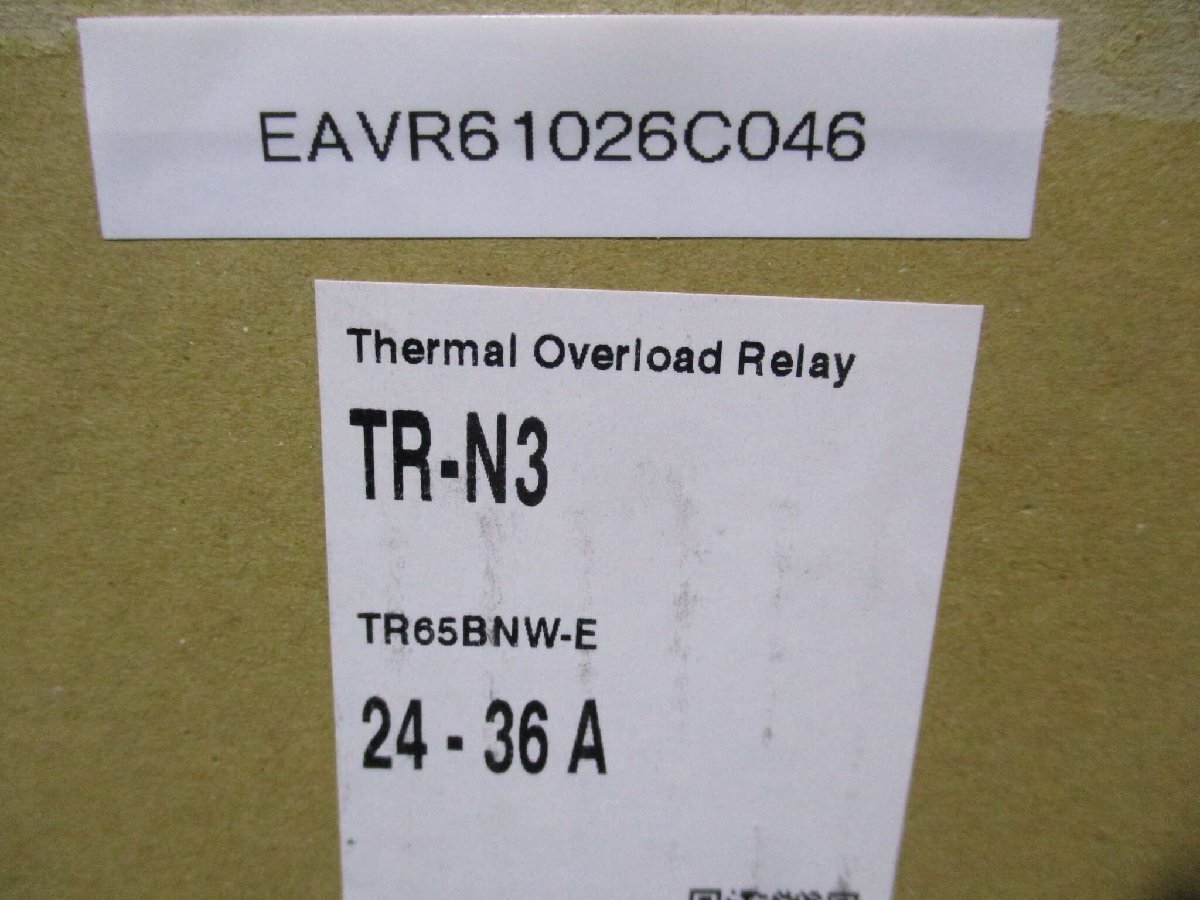 EAVR61026C046
Thermal Overload Relay
TR-N3
TR65BNW-E
24 - 36 A